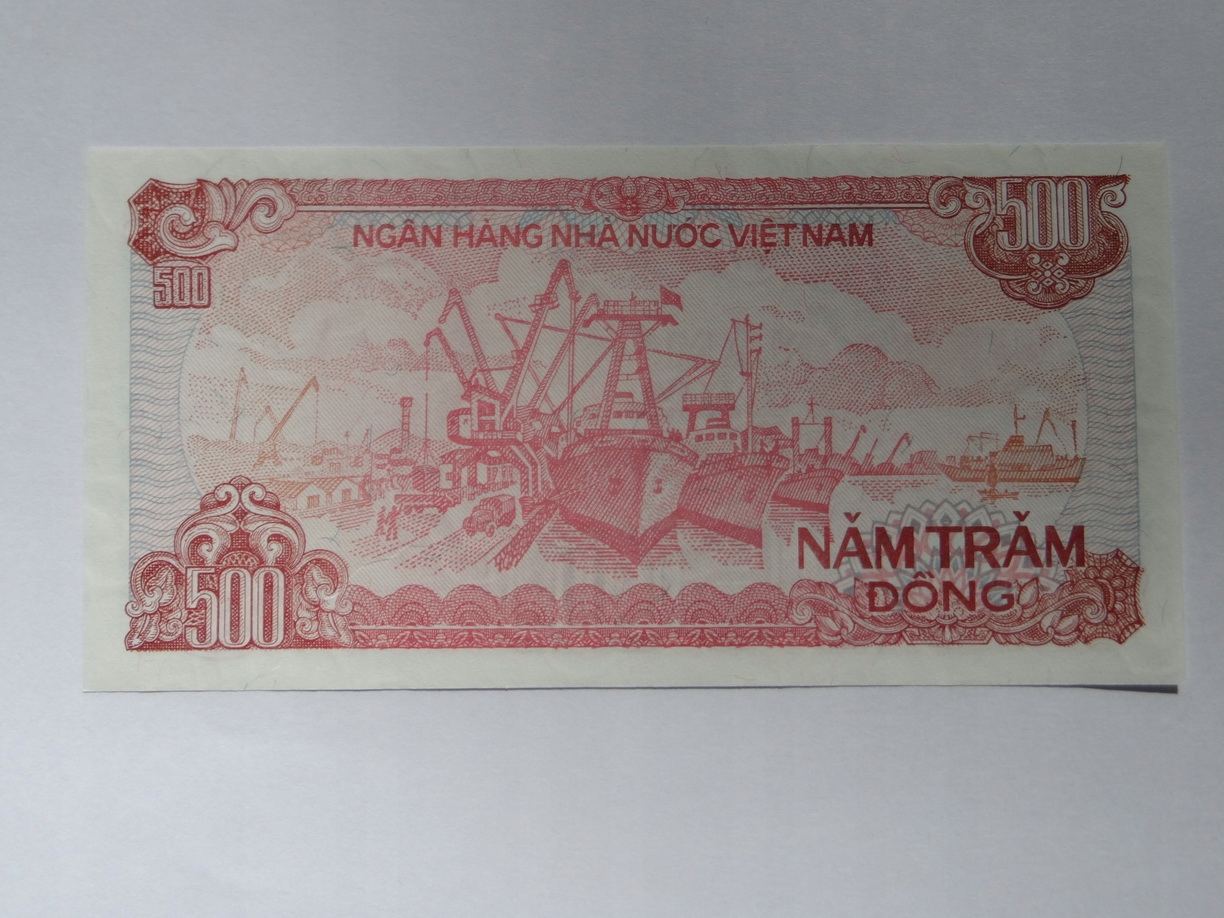 NGÂN HÀNG NHÀ NƯỚC VIỆT NAM
500
500
500
NĂM TRĂM
ĐỒNG